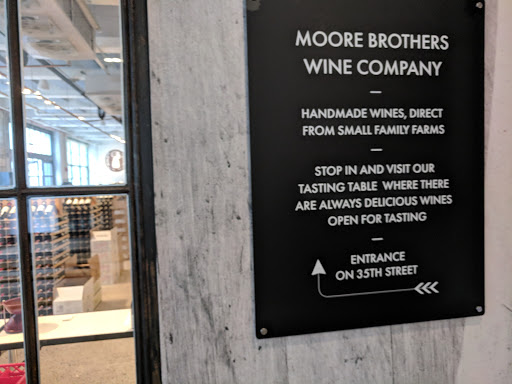 MOORE BROTHERS
WINE COMPANY
—
HANDMADE WINES, DIRECT
FROM SMALL FAMILY FARMS
—
STOP IN AND VISIT OUR
TASTING TABLE WHERE THERE
ARE ALWAYS DELICIOUS WINES
OPEN FOR TASTING
—
ENTRANCE
ON 35TH STREET